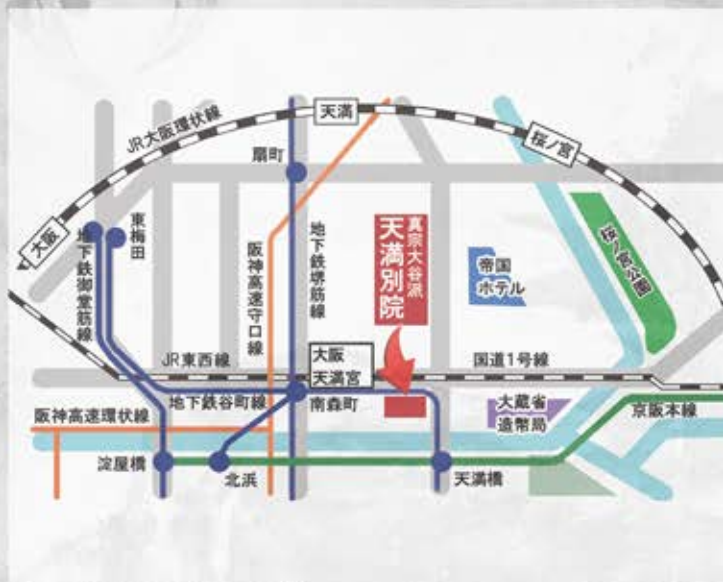 天満
JR大阪環状線
桜ノ宮
扇町
大阪
東梅田
地下鉄御堂筋線
阪神高速守口線
地下鉄堺筋線
真宗大谷派
天満別院
帝国
ホテル
桜ノ宮公園
JR東西線
大阪
天満宮
国道1号線
地下鉄谷町線
南森町
大蔵省
造幣局
阪神高速環状線
京阪本線
淀屋橋
北浜
天満橋